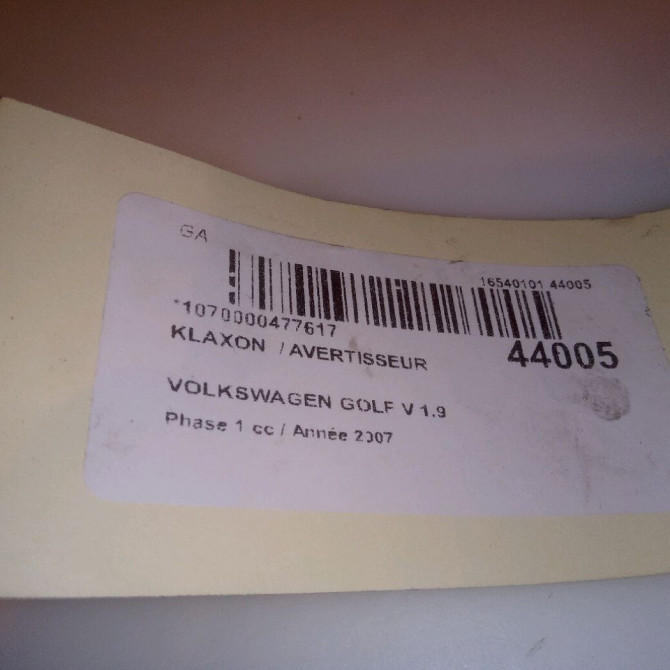 GA
16540101 44005
*1070000477617
KLAXON / AVERTISSEUR
44005
VOLKSWAGEN GOLF V 1.9
Phase 1 cc / Année 2007